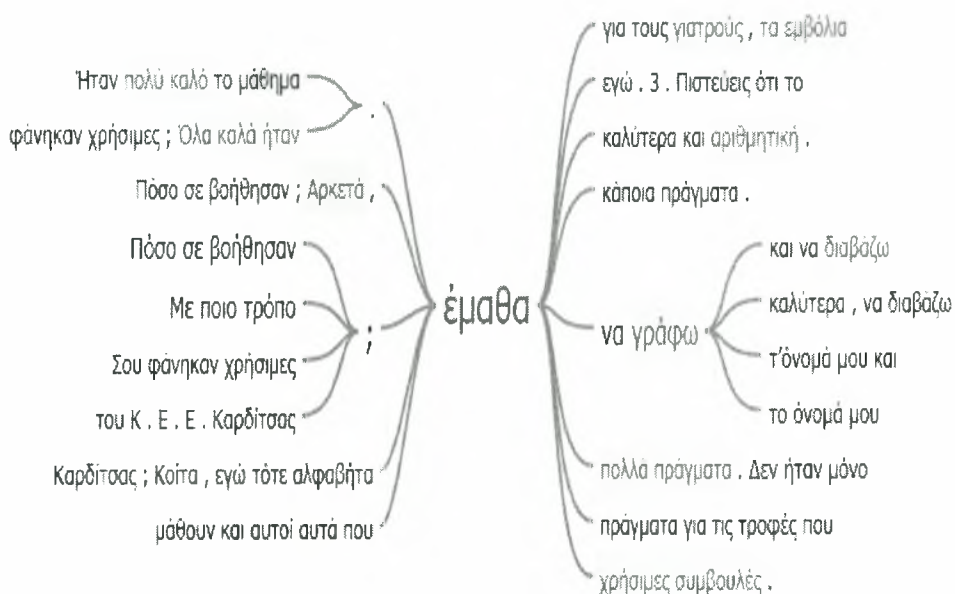 Ήταν πολύ καλό το μάθημα
φάνηκαν χρήσιμες ; Όλα καλά ήταν
.
Πόσο σε βοήθησαν ; Αρκετά ,
Πόσο σε βοήθησαν
Με ποιο τρόπο
Σου φάνηκαν χρήσιμες
του Κ . Ε . Ε . Καρδίτσας
;
Καρδίτσας ; Κοίτα , εγώ τότε αλφαβήτα
μάθουν και αυτοί αυτά που
έμαθα
για τους γιατρούς , τα εμβόλια
εγώ . 3 . Πιστεύεις ότι το
καλύτερα και αριθμητική .
κάποια πράγματα .
να γράφω
και να διαβάζω
καλύτερα , να διαβάζω
τ'όνομά μου και
το όνομά μου
πολλά πράγματα . Δεν ήταν μόνο
πράγματα για τις τροφές που
χρήσιμες συμβουλές .